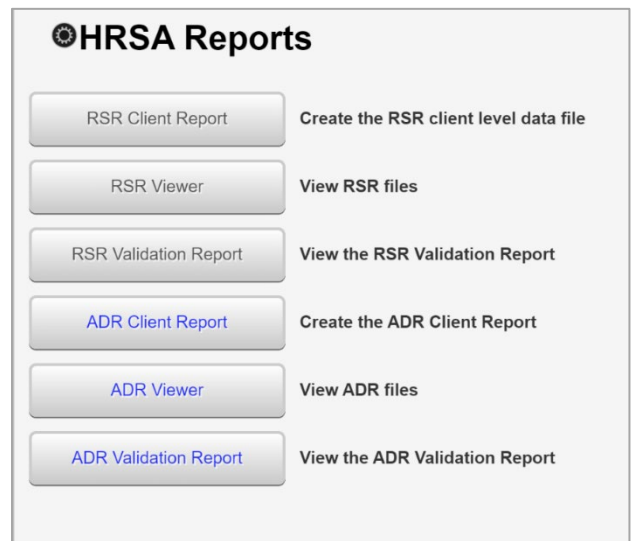 HRSA Reports
RSR Client Report Create the RSR client level data file
RSR Viewer View RSR files
RSR Validation Report View the RSR Validation Report
ADR Client Report Create the ADR Client Report
ADR Viewer View ADR files
ADR Validation Report View the ADR Validation Report